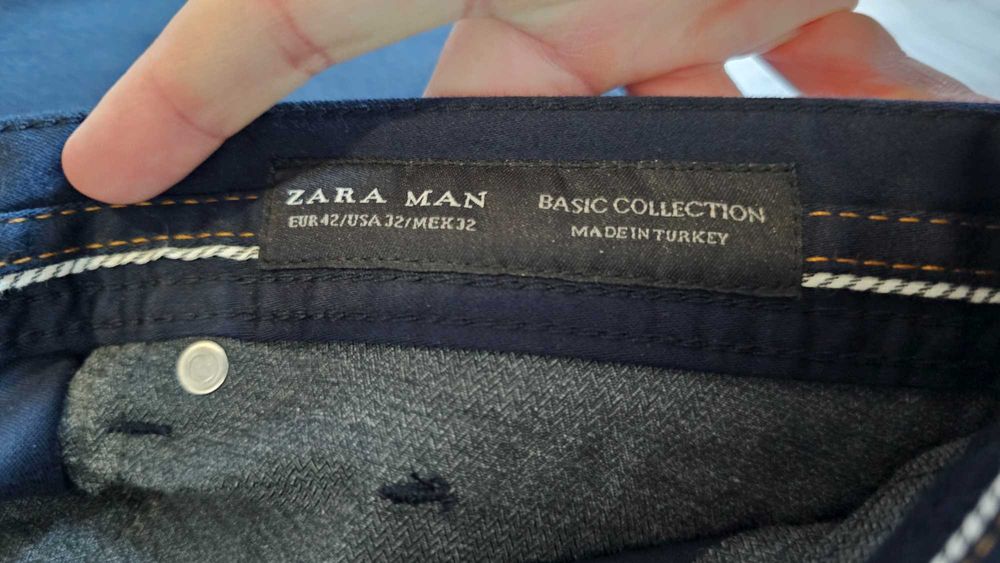 ZARA MAN
EUR 42/USA 32/MEX 32
BASIC COLLECTION
MADE IN TURKEY